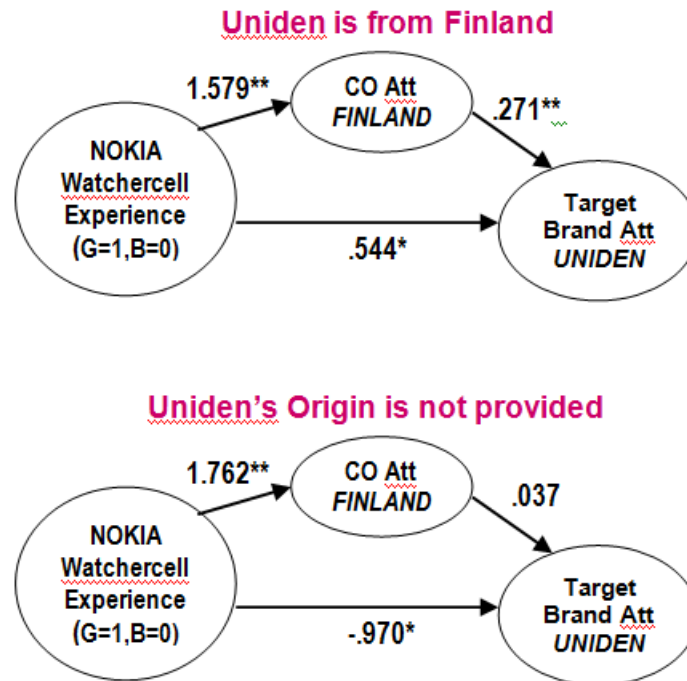 Uniden is from Finland
1.579**
CO Att
FINLAND
.271**
NOKIA
Watchercell
Experience
(G=1,B=0)
Target
Brand Att
UNIDEN
.544*
Uniden's Origin is not provided
1.762**
CO Att
FINLAND
.037
NOKIA
Watchercell
Experience
(G=1,B=0)
Target
Brand Att
UNIDEN
-.970*